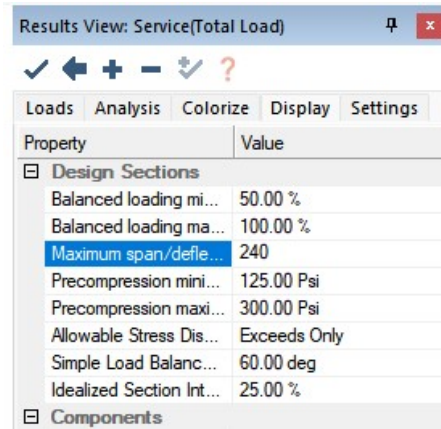 Results View: Service(Total Load)
Loads Analysis Colorize Display Settings
Property Value
Design Sections
Balanced loading mi... 50.00 %
Balanced loading ma... 100.00 %
Maximum span/defle... 240
Precompression mini... 125.00 Psi
Precompression maxi... 300.00 Psi
Allowable Stress Dis... Exceeds Only
Simple Load Balanc... 60.00 deg
Idealized Section Int... 25.00 %
Components